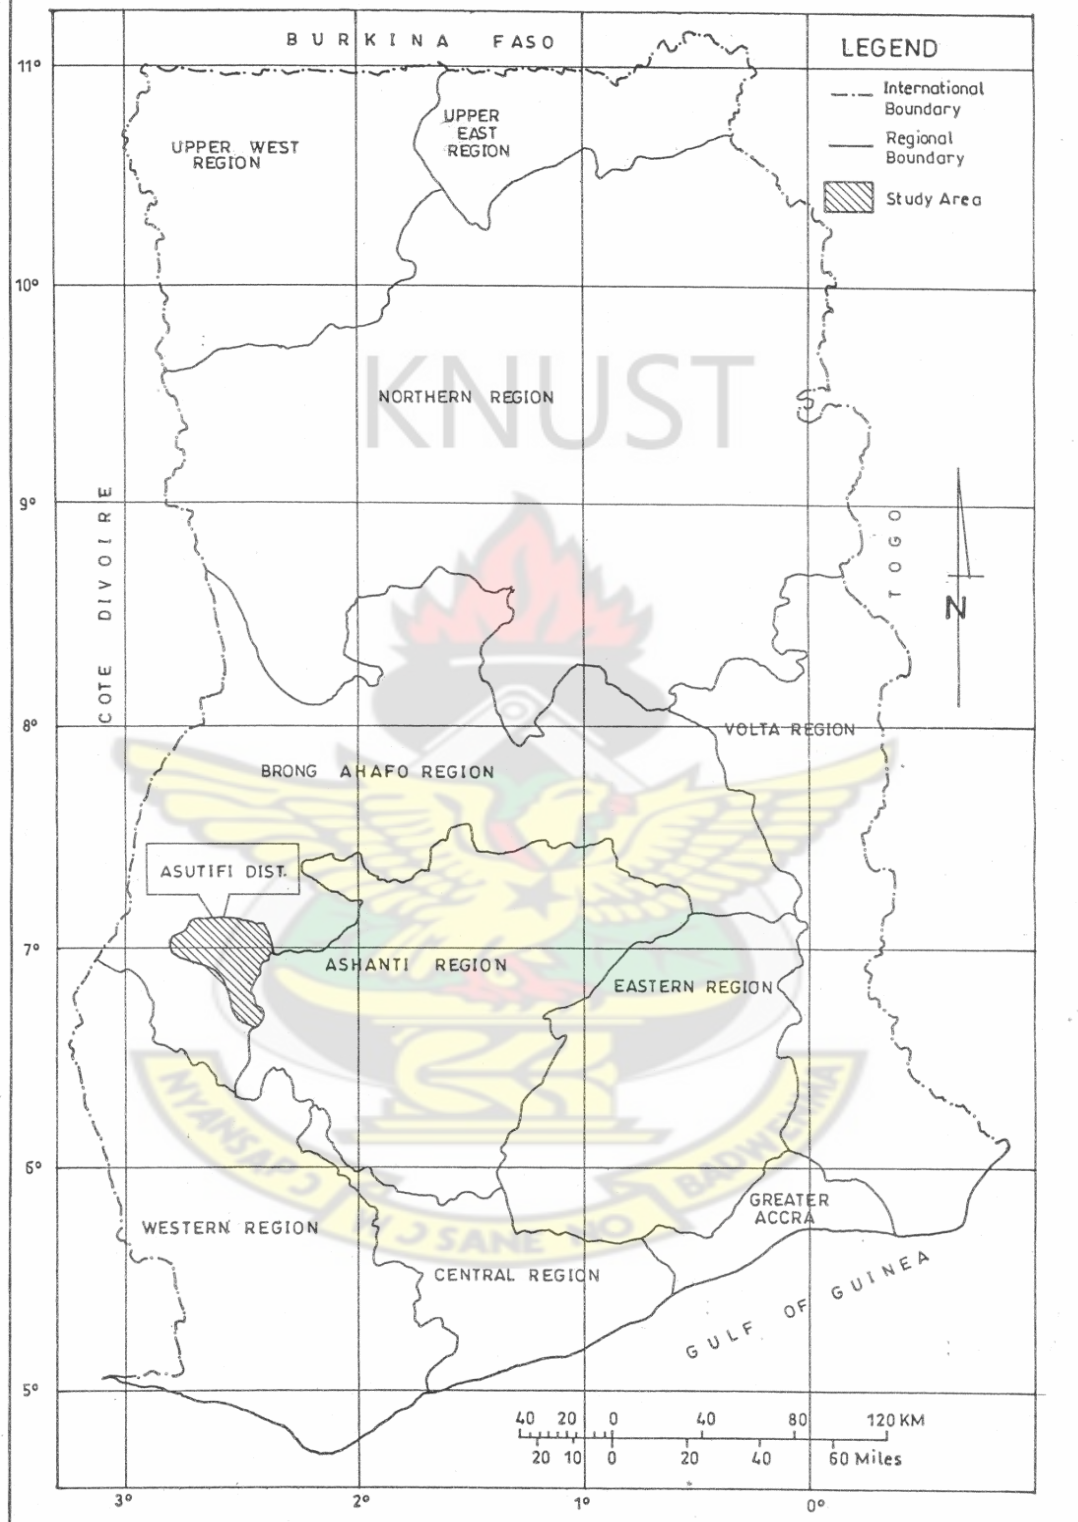 BURKINA FASO
LEGEND
International
Boundary
Regional
Boundary
Study Area
11°
UPPER WEST
REGION
UPPER
EAST
REGION
10°
KNUST
NORTHERN REGION
9°
COTE DIVOIRE
TOGO
N
8°
VOLTA REGION
BRONG AHAFO REGION
ASUTIFI DIST.
7°
ASHANTI REGION
EASTERN REGION
NYANSAPƆ
WƆ SANE NO
BADWENMA
6°
GREATER
ACCRA
WESTERN REGION
CENTRAL REGION
GULF OF GUINEA
5°
40 20 0 40 80 120 KM
20 10 0 20 40 60 Miles
3° 2° 1° 0°